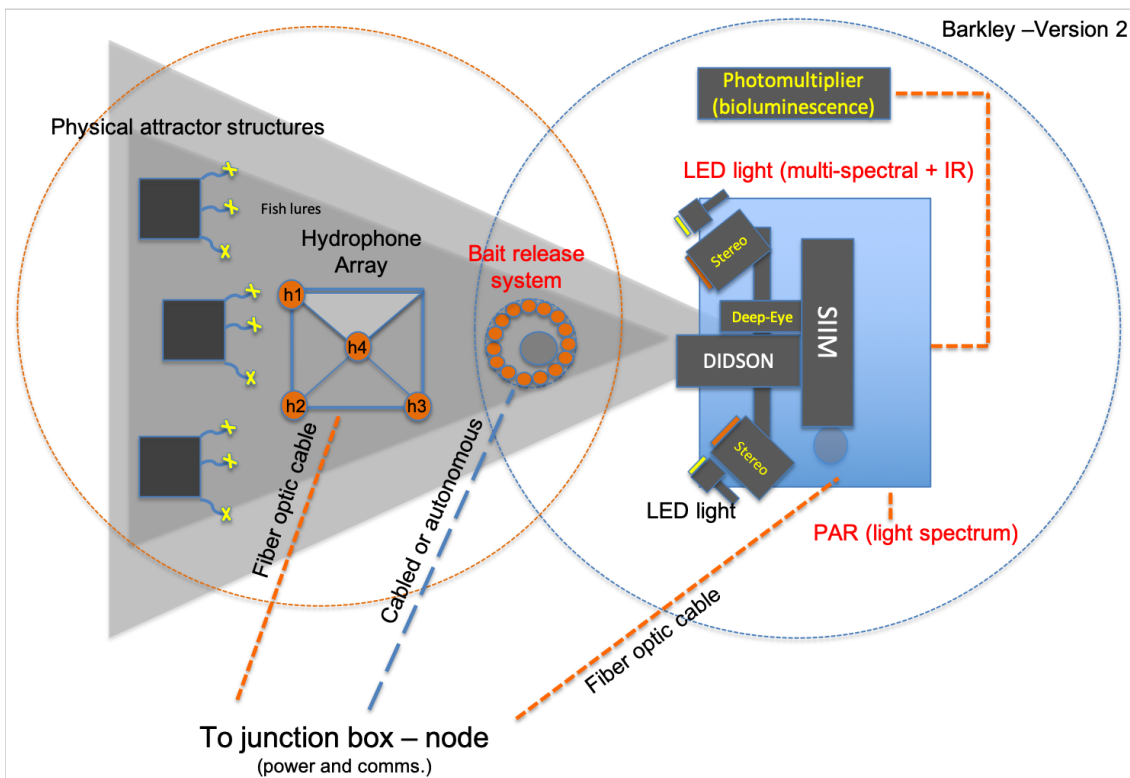 Barkley –Version 2
Photomultiplier
(bioluminescence)
Physical attractor structures
LED light (multi-spectral + IR)
Fish lures
Hydrophone
Array
Bait release
system
Stereo
h1
Deep-Eye
SIIM
h4
DIDSON
h2
h3
Stereo
Fiber optic cable
Cabled or autonomous
LED light
PAR (light spectrum)
Fiber optic cable
To junction box – node
(power and comms.)